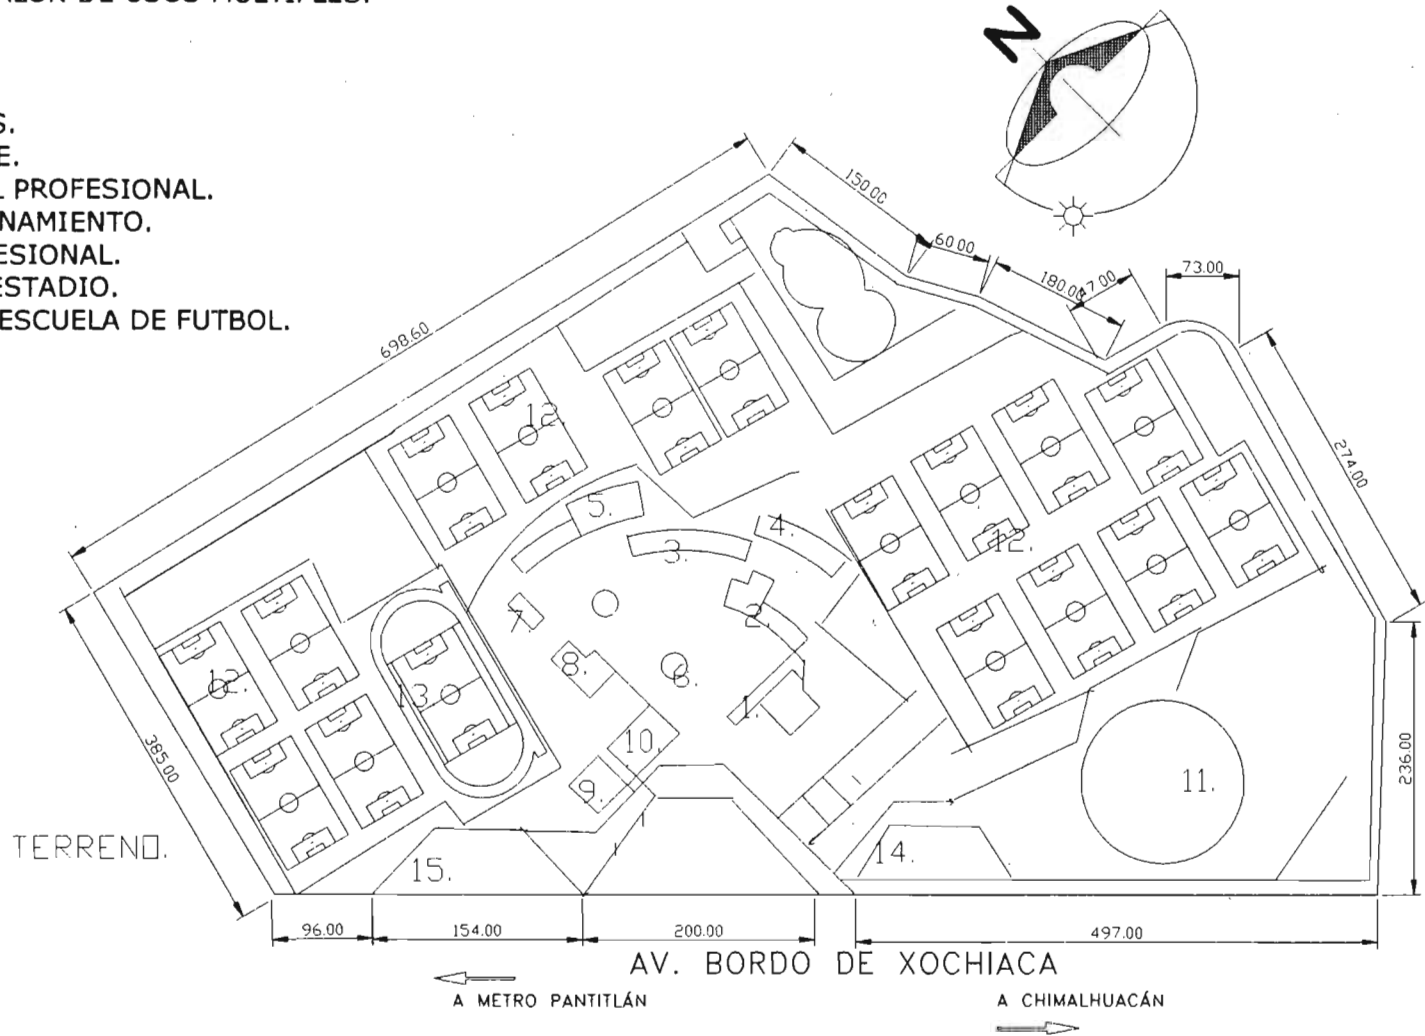 DE USOS MULTIPLES.
N
S.
E.
L PROFESIONAL.
NAMIENTO.
ESIONAL.
ESTADIO.
ESCUELA DE FUTBOL.
150.00
60.00
180.00
47.00
73.00
698.60
274.00
12.
5.
4.
3.
12.
2.
7.
8.
6.
12.
13
1.
10.
9.
11.
385.00
236.00
TERRENO.
15.
14.
96.00
154.00
200.00
497.00
AV. BORDO DE XOCHIACA
A METRO PANTITLÁN
A CHIMALHUACÁN